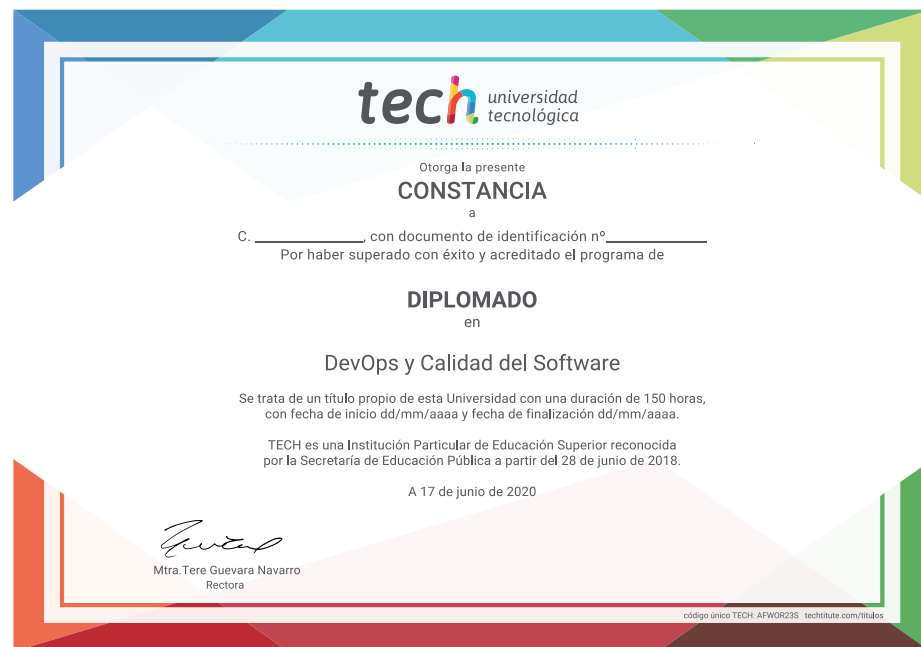 tech universidad
tecnológica
Otorga la presente
CONSTANCIA
a
C. ____________, con documento de identificación nº___________
Por haber superado con éxito y acreditado el programa de
DIPLOMADO
en
DevOps y Calidad del Software
Se trata de un título propio de esta Universidad con una duración de 150 horas,
con fecha de inicio dd/mm/aaaa y fecha de finalización dd/mm/aaaa.
TECH es una Institución Particular de Educación Superior reconocida
por la Secretaría de Educación Pública a partir del 28 de junio de 2018.
A 17 de junio de 2020
Mtra.Tere Guevara Navarro
Rectora
código único TECH: AFWOR23S techtitute.com/titulos